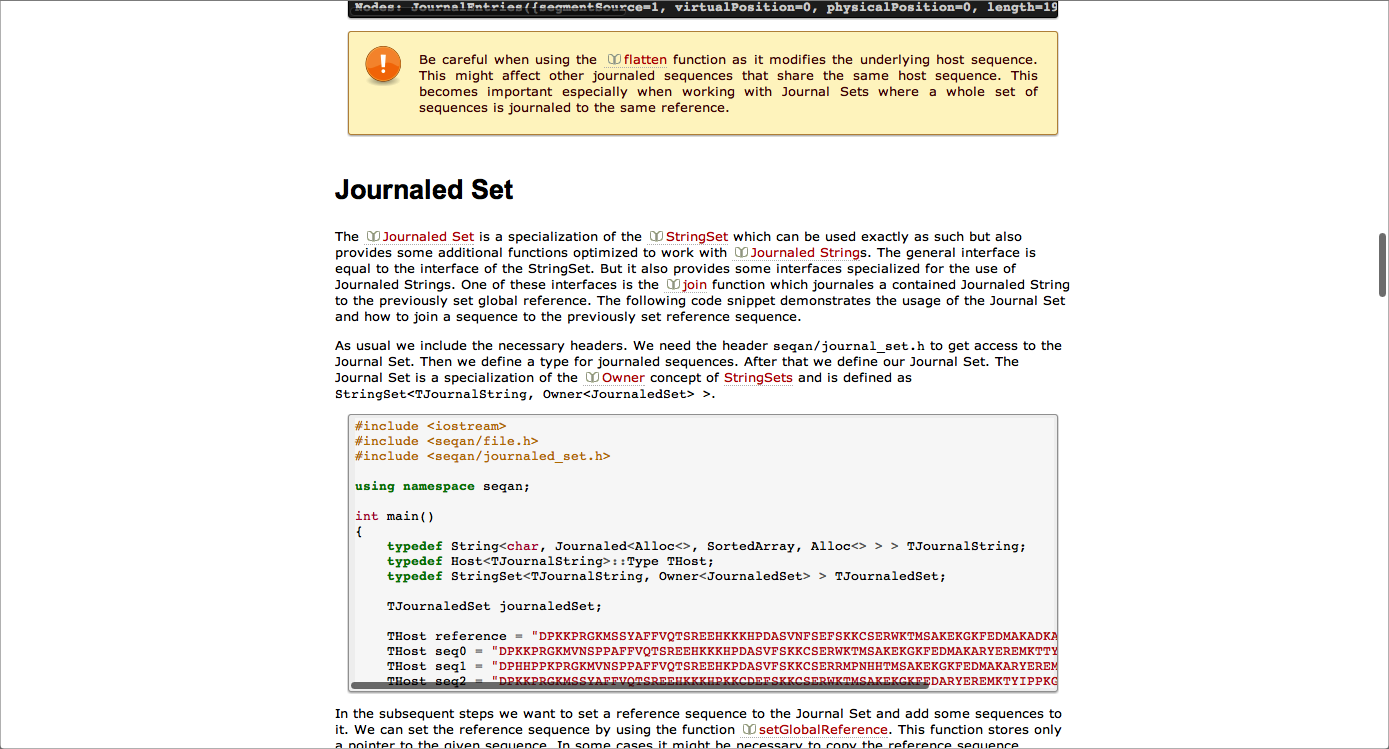 Nodes: JournalEntries({segmentSource=1, virtualPosition=0, physicalPosition=0, length=19
Be careful when using the flatten function as it modifies the underlying host sequence.
This might affect other journaled sequences that share the same host sequence. This
becomes important especially when working with Journal Sets where a whole set of
sequences is journaled to the same reference.
Journaled Set
The Journaled Set is a specialization of the StringSet which can be used exactly as such but also
provides some additional functions optimized to work with Journaled Strings. The general interface is
equal to the interface of the StringSet. But it also provides some interfaces specialized for the use of
Journaled Strings. One of these interfaces is the join function which journales a contained Journaled String
to the previously set global reference. The following code snippet demonstrates the usage of the Journal Set
and how to join a sequence to the previously set reference sequence.
As usual we include the necessary headers. We need the header seqan/journal_set.h to get access to the
Journal Set. Then we define a type for journaled sequences. After that we define our Journal Set. The
Journal Set is a specialization of the Owner concept of StringSets and is defined as
StringSet<TJournalString, Owner<JournaledSet> >.
#include <iostream>
#include <seqan/file.h>
#include <seqan/journaled_set.h>
using namespace seqan;
int main()
{
typedef String<char, Journaled<Alloc<>, SortedArray, Alloc<> > > TJournalString;
typedef Host<TJournalString>::Type THost;
typedef StringSet<TJournalString, Owner<JournaledSet> > TJournaledSet;
TJournaledSet journaledSet;
THost reference = "DPKKPRGKMSSYAFFVQTSREEHKKKHPDASVNFSEFSKKCSERWKTMSAKEKGKFEDMAKADKA
THost seq0 = "DPKKPRGKMVNSPPAFFVQTSREEHKKKHPDASVFSKKCSERWKTMSAKEKGKFEDMAKARYEREMKTTY
THost seq1 = "DPHHPPKPRGKMVNSPPAFFVQTSREEHKPDASVFSKKCSERRMPNHHTMSAKEKGKFEDMAKARYEREM
THost seq2 = "DPKKPRGKMSSYAFFVQTSREEHKKKHPKKCDEFSKKCSERWKTMSAKEKGKFEDARYEREMKTYIPPKG
In the subsequent steps we want to set a reference sequence to the Journal Set and add some sequences to
it. We can set the reference sequence by using the function setGlobalReference. This function stores only
a pointer to the given sequence. In some cases it might be necessary to copy the reference sequence